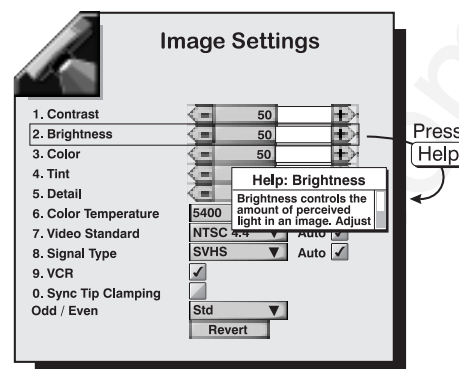 Image Settings
1. Contrast - 50 +
2. Brightness - 50 +
3. Color - 50 +
4. Tint -
5. Detail -
6. Color Temperature 5400
7. Video Standard NTSC 4.4 Auto
8. Signal Type SVHS Auto
9. VCR
0. Sync Tip Clamping
Odd / Even Std
Revert
Help: Brightness
Brightness controls the
amount of perceived
light in an image. Adjust
Press
Help